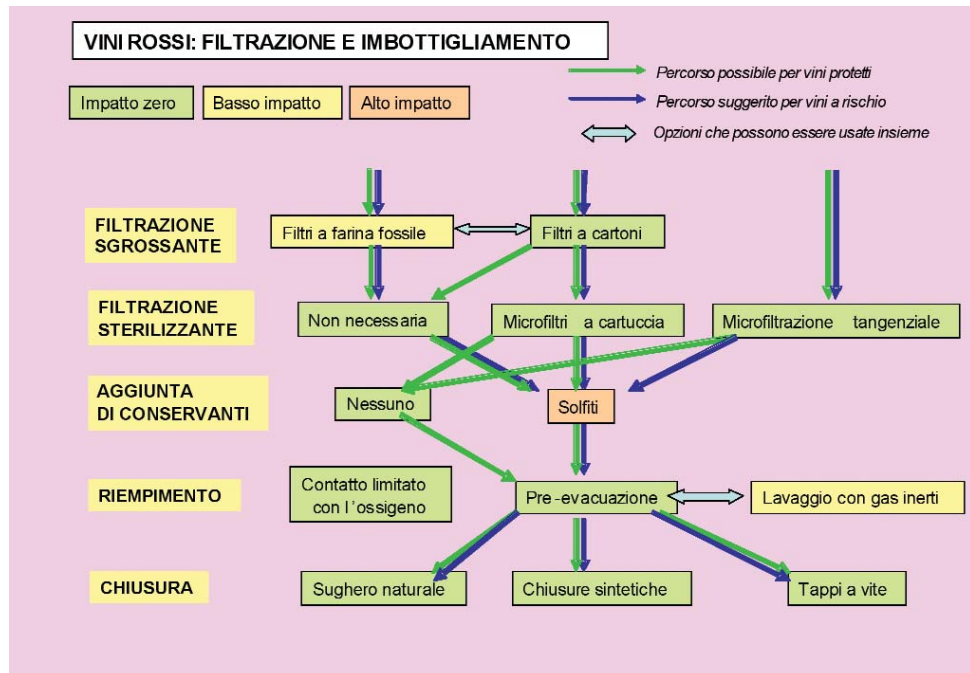 VINI ROSSI: FILTRAZIONE E IMBOTTIGLIAMENTO
Percorso possibile per vini protetti
Impatto zero
Basso impatto
Alto impatto
Percorso suggerito per vini a rischio
Opzioni che possono essere usate insieme
FILTRAZIONE
SGROSSANTE
Filtri a farina fossile
Filtri a cartoni
FILTRAZIONE
STERILIZZANTE
Non necessaria
Microfiltri a cartuccia
Microfiltrazione tangenziale
AGGIUNTA
DI CONSERVANTI
Nessuno
Solfiti
RIEMPIMENTO
Contatto limitato
con l'ossigeno
Pre-evacuazione
Lavaggio con gas inerti
CHIUSURA
Sughero naturale
Chiusure sintetiche
Tappi a vite